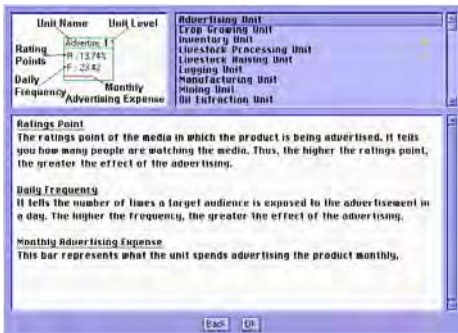 Unit Name Unit Level
Advertise. 1
Rating
Points
R : 13.74%
F : 23.42
Daily
Frequency
Monthly
Advertising Expense
Advertising Unit
Crop Growing Unit
Inventory Unit
Livestock Processing Unit
Livestock Raising Unit
Logging Unit
Manufacturing Unit
Mining Unit
Oil Extraction Unit
Ratings Point
The ratings point of the media in which the product is being advertised. It tells
you how many people are watching the media. Thus, the higher the ratings point,
the greater the effect of the advertising.
Daily Frequency
It tells the number of times a target audience is exposed to the advertisement in
a day. The higher the frequency, the greater the effect of the advertising.
Monthly Advertising Expense
This bar represents what the unit spends advertising the product monthly.
Back Ok